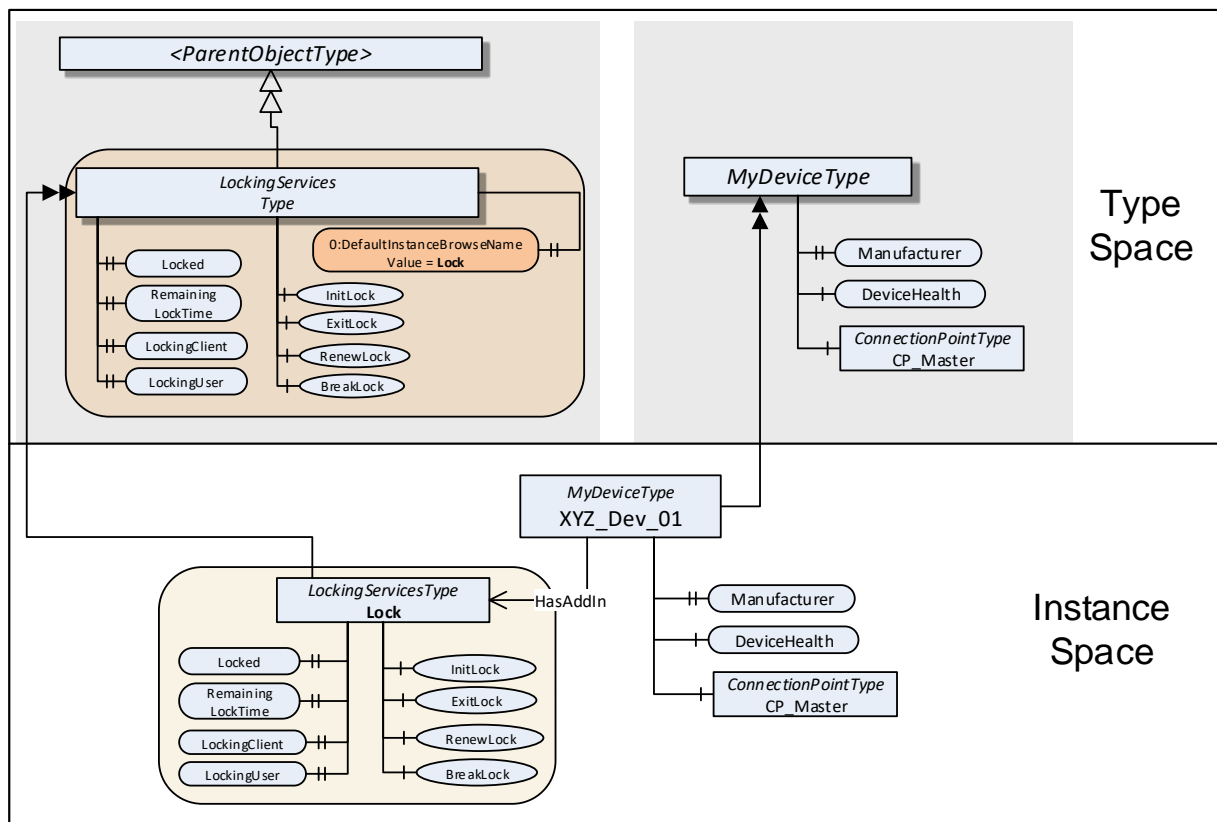 <ParentObjectType>
LockingServices
Type
0:DefaultInstanceBrowseName
Value = Lock
Locked
Remaining
LockTime
LockingClient
LockingUser
InitLock
ExitLock
RenewLock
BreakLock
MyDeviceType
Manufacturer
DeviceHealth
ConnectionPointType
CP_Master
Type
Space
MyDeviceType
XYZ_Dev_01
HasAddIn
LockingServicesType
Lock
Locked
Remaining
LockTime
LockingClient
LockingUser
InitLock
ExitLock
RenewLock
BreakLock
Manufacturer
DeviceHealth
ConnectionPointType
CP_Master
Instance
Space